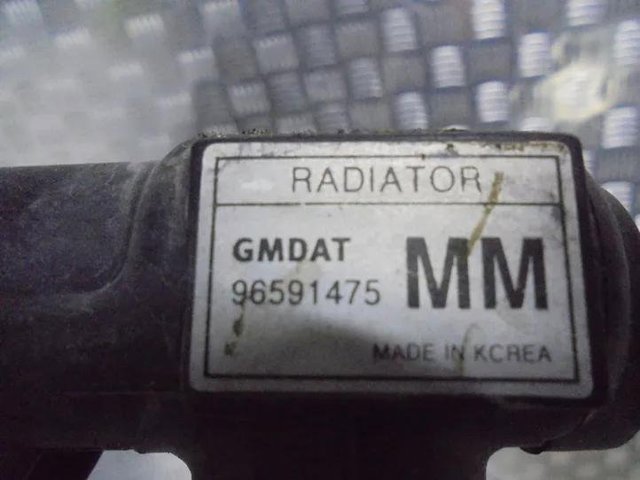 RADIATOR
GMDAT
96591475
MM
MADE IN KCREA